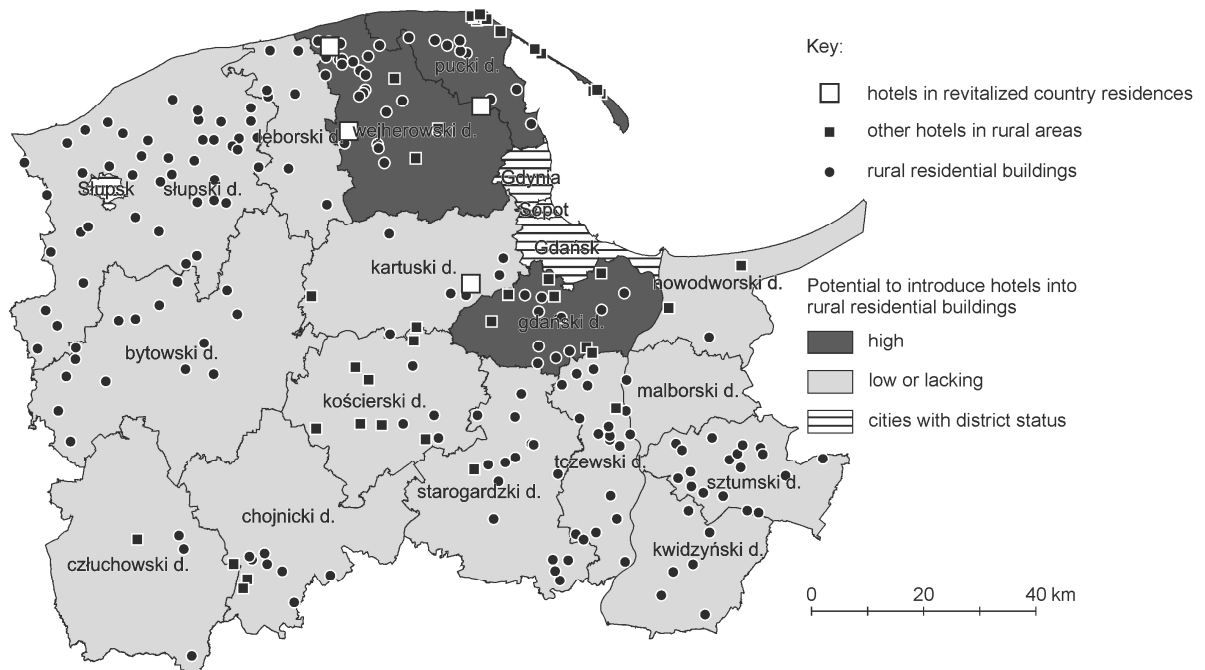 Key:
hotels in revitalized country residences
other hotels in rural areas
rural residential buildings
Potential to introduce hotels into
rural residential buildings
high
low or lacking
cities with district status
0 20 40 km
pucki d.
lęborski d.
wejherowski d.
Gdynia
Słupsk
słupski d.
Sopot
Gdańsk
kartuski d.
nowodworski d.
gdański d.
bytowski d.
malborski d.
kościerski d.
tczewski d.
sztumski d.
starogardzki d.
chojnicki d.
kwidzyński d.
człuchowski d.